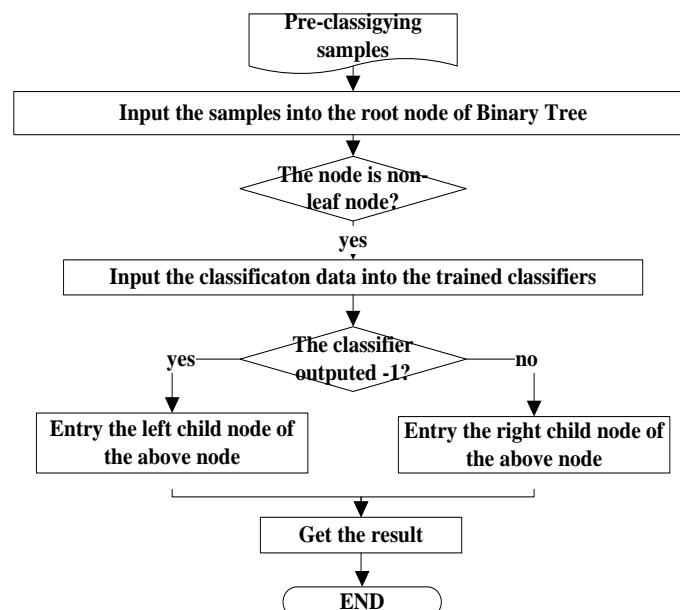 Pre-classigying
samples
Input the samples into the root node of Binary Tree
The node is non-
leaf node?
yes
Input the classificaton data into the trained classifiers
The classifier
outputed -1?
yes
no
Entry the left child node of
the above node
Entry the right child node of
the above node
Get the result
END